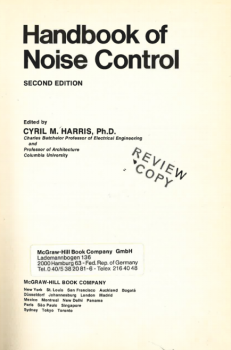 Handbook of
Noise Control
SECOND EDITION
Edited by
CYRIL M. HARRIS, Ph.D.
Charles Batchelor Professor of Electrical Engineering
and
Professor of Architecture
Columbia University
REVIEW
COPY
McGraw-Hill Book Company GmbH
Lademannbogen 136
2000 Hamburg 63 - Fed. Rep. of Germany
Tel. 0 40/5 38 20 81-6 - Telex 216 40 48
McGRAW-HILL BOOK COMPANY
New York St. Louis San Francisco Auckland Bogotá
Düsseldorf Johannesburg London Madrid
Mexico Montreal New Delhi Panama
Paris São Paulo Singapore
Sydney Tokyo Toronto